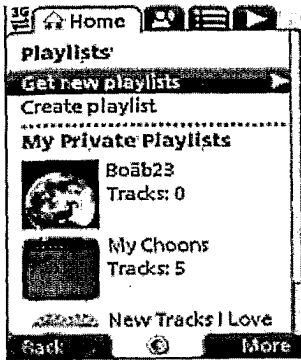 3G Home
Playlists
Get new playlists
Create playlist
My Private Playlists
Boab23
Tracks: 0
My Choons
Tracks: 5
New Tracks I Love
Back More